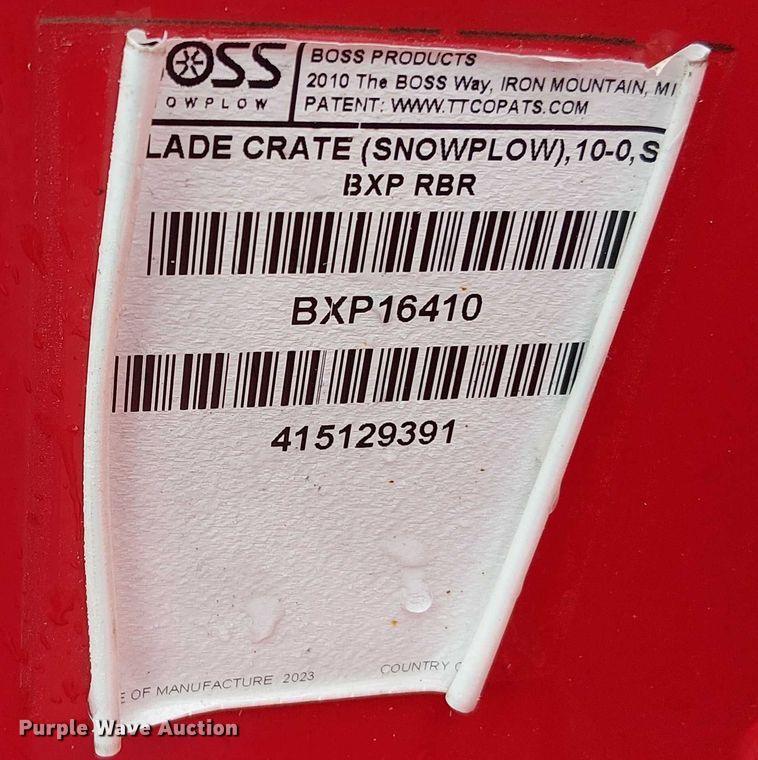 OSS
OWPLOW
BOSS PRODUCTS
2010 The BOSS Way, IRON MOUNTAIN, MI
PATENT: WWW.TTCOPATS.COM
LADE CRATE (SNOWPLOW),10-0,S
BXP RBR
BXP16410
415129391
E OF MANUFACTURE 2023
COUNTRY
Purple Wave Auction